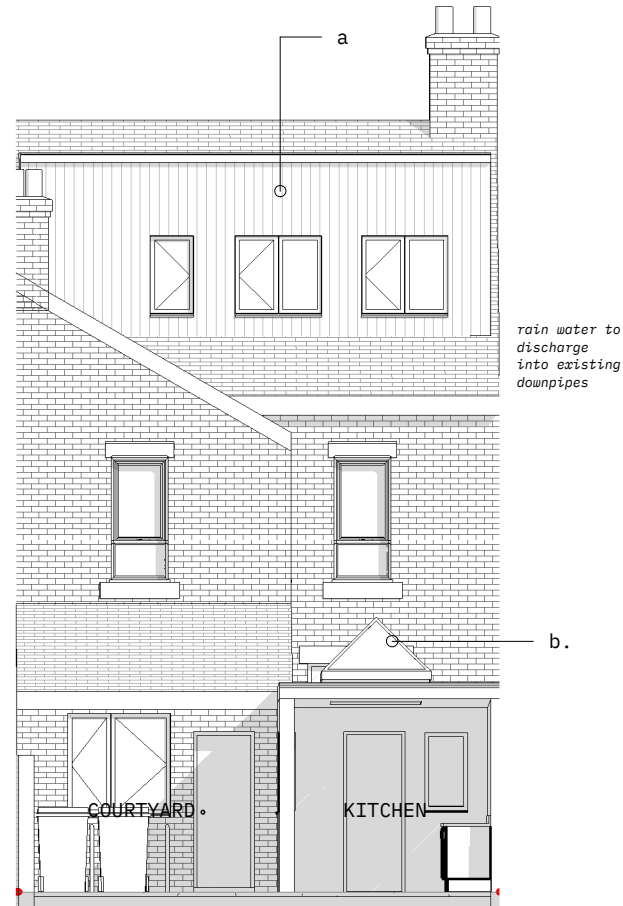 a
rain water to
discharge
into existing
downpipes
b.
COURTYARD
KITCHEN